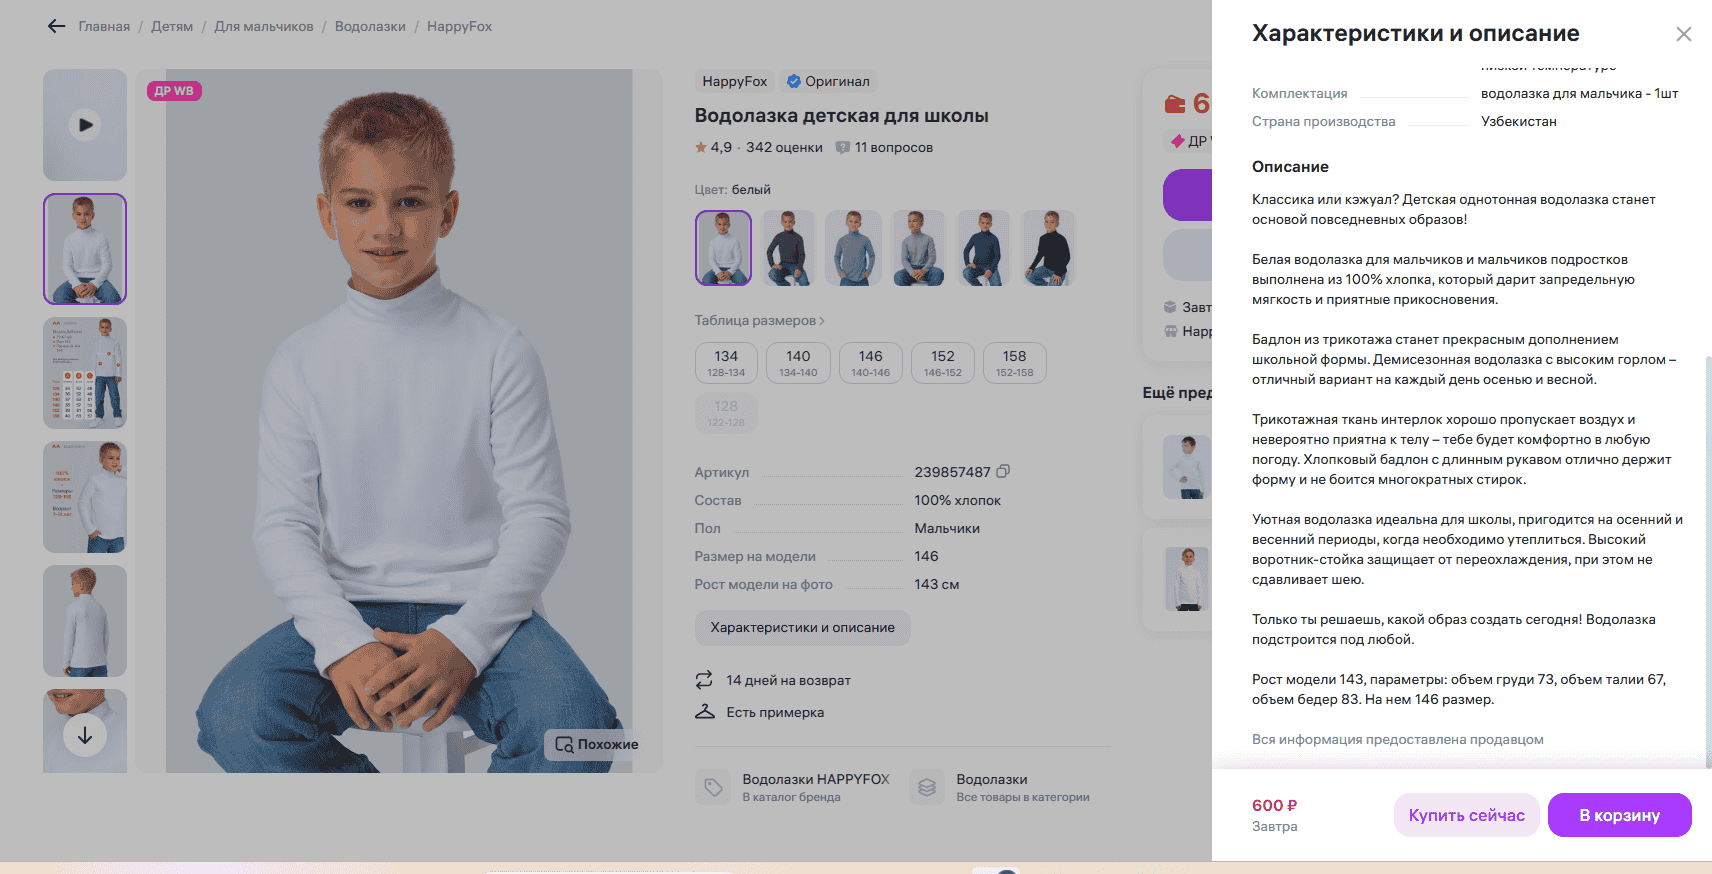 Главная / Детям / Для мальчиков / Водолазки / HappyFox
ДР WB
Похожие
HappyFox
Оригинал
Водолазка детская для школы
4,9 · 342 оценки
11 вопросов
Цвет: белый
Таблица размеров
134 140 146 152 158
128-134 134-140 140-146 146-152 152-158
128
122-128
Артикул 239857487
Состав 100% хлопок
Пол Мальчики
Размер на модели 146
Рост модели на фото 143 см
Характеристики и описание
14 дней на возврат
Есть примерка
Водолазки HAPPYFOX
В каталог бренда
Водолазки
Все товары в категории
6
ДР
Завт
Happ
Ещё пред
Характеристики и описание
низкой температуре
Комплектация водолазка для мальчика - 1шт
Страна производства Узбекистан
Описание
Классика или кэжуал? Детская однотонная водолазка станет
основой повседневных образов!
Белая водолазка для мальчиков и мальчиков подростков
выполнена из 100% хлопка, который дарит запредельную
мягкость и приятные прикосновения.
Бадлон из трикотажа станет прекрасным дополнением
школьной формы. Демисезонная водолазка с высоким горлом –
отличный вариант на каждый день осенью и весной.
Трикотажная ткань интерлок хорошо пропускает воздух и
невероятно приятна к телу – тебе будет комфортно в любую
погоду. Хлопковый бадлон с длинным рукавом отлично держит
форму и не боится многократных стирок.
Уютная водолазка идеальна для школы, пригодится на осенний и
весенний периоды, когда необходимо утеплиться. Высокий
воротник-стойка защищает от переохлаждения, при этом не
сдавливает шею.
Только ты решаешь, какой образ создать сегодня! Водолазка
подстроится под любой.
Рост модели 143, параметры: объем груди 73, объем талии 67,
объем бедер 83. На нем 146 размер.
Вся информация предоставлена продавцом
600 ₽
Завтра
Купить сейчас
В корзину